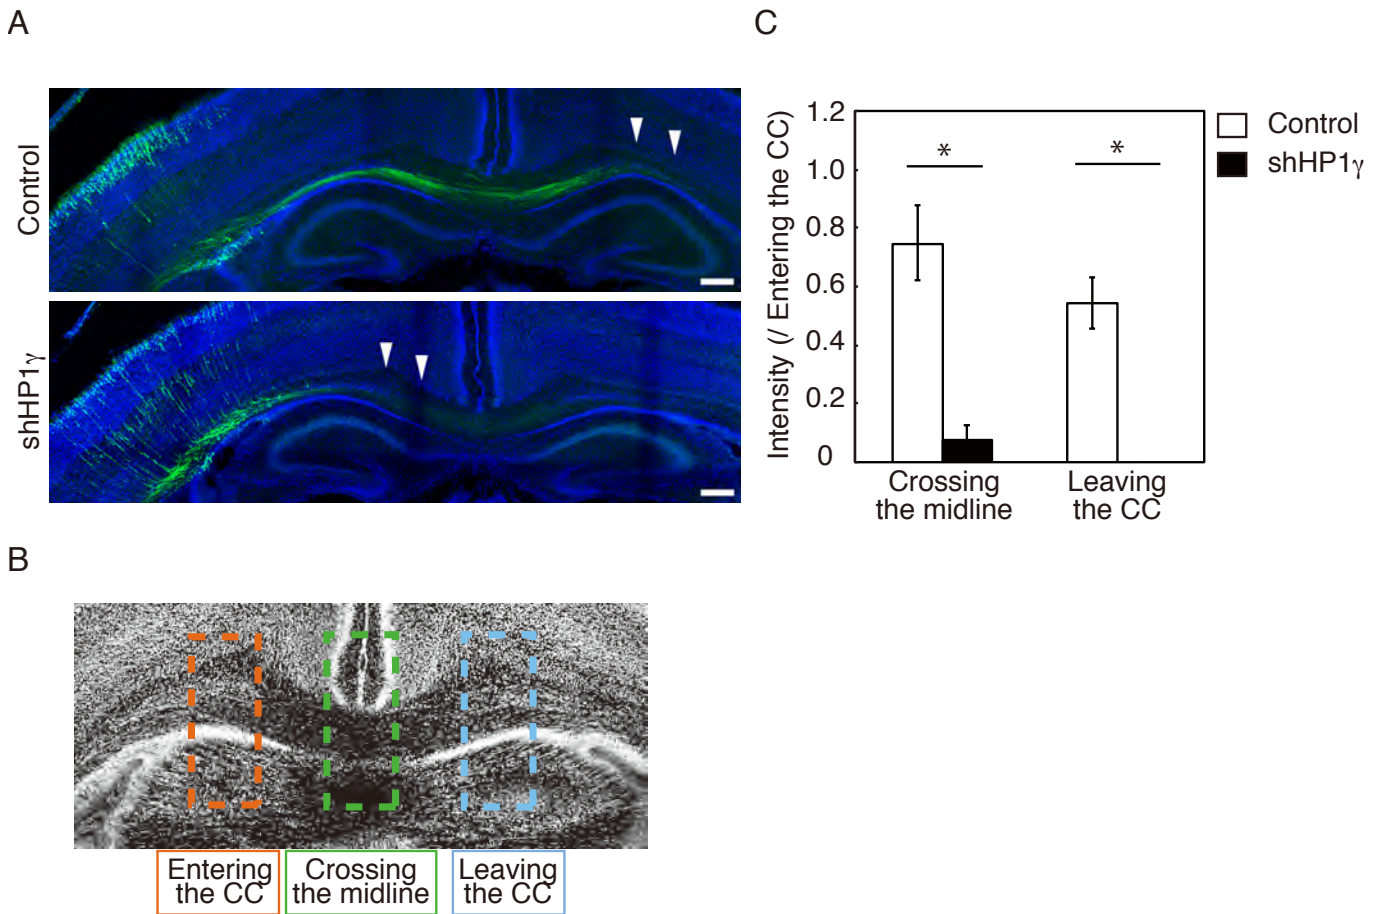 A
Control
shHP1γ
B
Entering
the CC
Crossing
the midline
Leaving
the CC
C
Intensity (/ Entering the CC)
1.2
1.0
0.8
0.6
0.4
0.2
0
*
*
Crossing
the midline
Leaving
the CC
Control
shHP1γ